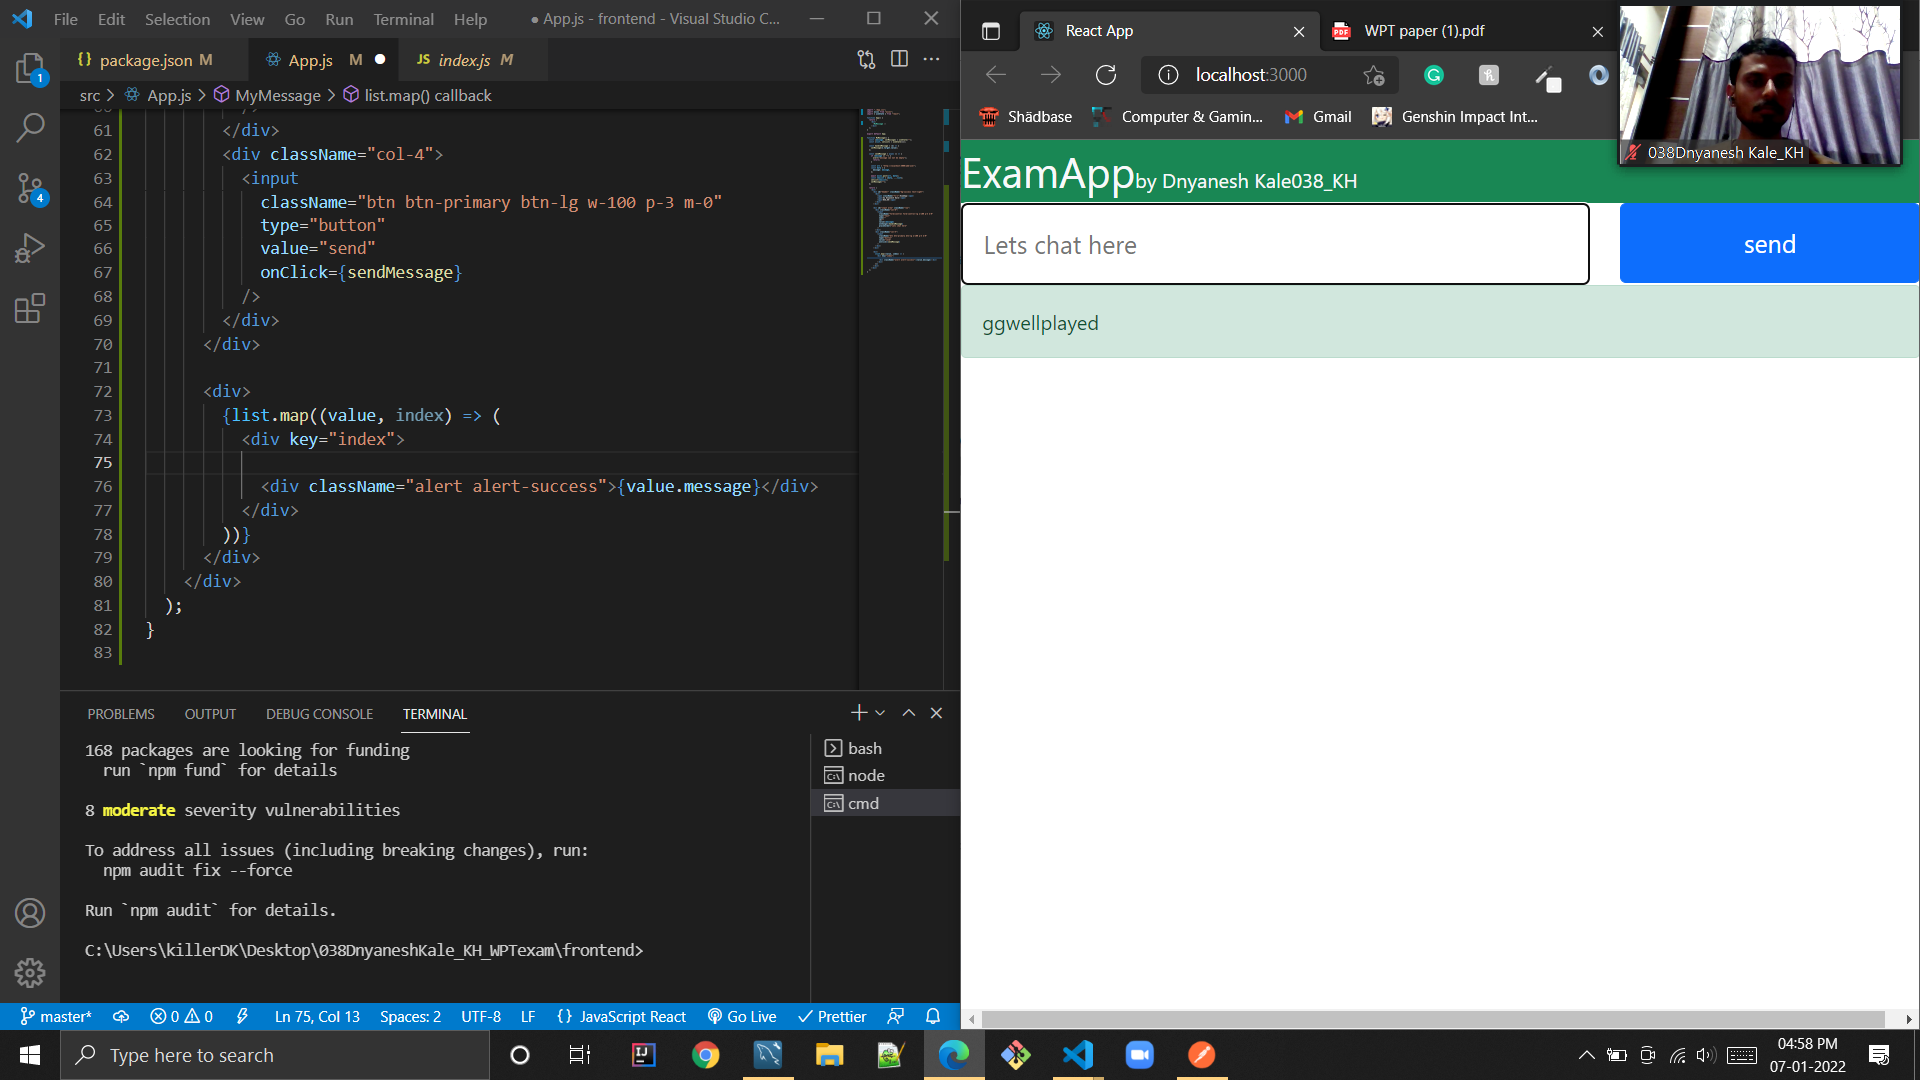 File Edit Selection View Go Run Terminal Help ● App.js - frontend - Visual Studio C...
package.json M App.js M ● JS index.js M
src > App.js > MyMessage > list.map() callback
61 </div>
62 <div className="col-4">
63 <input
64 className="btn btn-primary btn-lg w-100 p-3 m-0"
65 type="button"
66 value="send"
67 onClick={sendMessage}
68 />
69 </div>
70 </div>
71
72 <div>
73 {list.map((value, index) => (
74 <div key="index">
75
76 <div className="alert alert-success">{value.message}</div>
77 </div>
78 ))}
79 </div>
80 </div>
81 );
82 }
83
PROBLEMS OUTPUT DEBUG CONSOLE TERMINAL
168 packages are looking for funding
run `npm fund` for details
8 moderate severity vulnerabilities
To address all issues (including breaking changes), run:
npm audit fix --force
Run `npm audit` for details.
C:\Users\killerDK\Desktop\038DnyaneshKale_KH_WPTexam\frontend>
bash
node
cmd
1
4
master* 0 0 Ln 75, Col 13 Spaces: 2 UTF-8 LF {} JavaScript React Go Live Prettier
React App WPT paper (1).pdf
localhost:3000
Shädbase Computer & Gamin... Gmail Genshin Impact Int...
038Dnyanesh Kale_KH
ExamApp by Dnyanesh Kale038_KH
Lets chat here
send
ggwellplayed
Type here to search
04:58 PM
07-01-2022